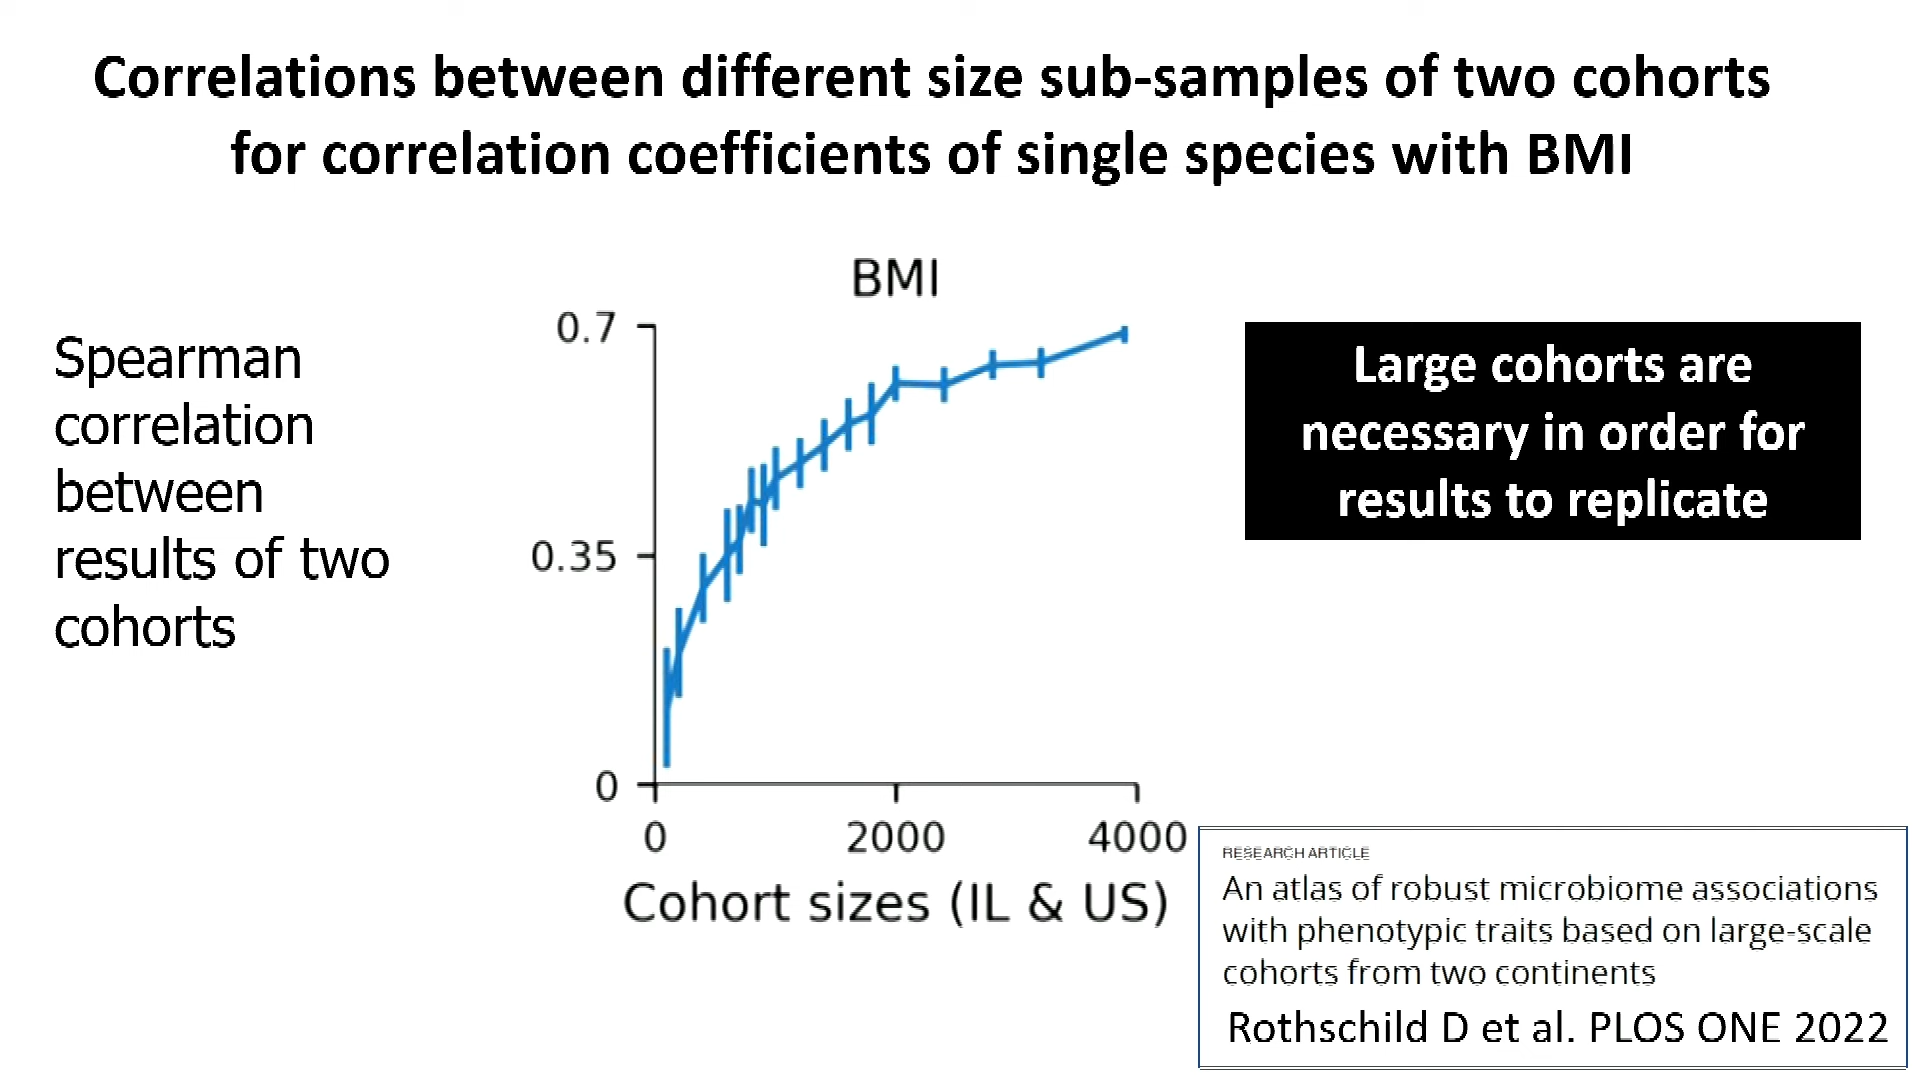 Correlations between different size sub-samples of two cohorts
for correlation coefficients of single species with BMI
Spearman
correlation
between
results of two
cohorts
BMI
0.7
0.35
0
0
2000
4000
Cohort sizes (IL & US)
Large cohorts are
necessary in order for
results to replicate
RESEARCH ARTICLE
An atlas of robust microbiome associations
with phenotypic traits based on large-scale
cohorts from two continents
Rothschild D et al. PLOS ONE 2022